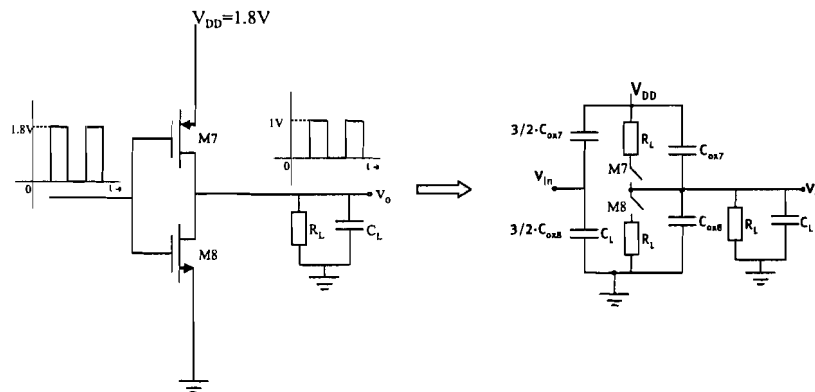 V_DD=1.8V
1.8V
0
t
M7
1V
0
t
V_o
R_L
C_L
M8
V_DD
3/2·C_ox7
R_L
C_ox7
M7
V_in
V
M8
3/2·C_ox8
C_L
R_L
C_ox8
R_L
C_L